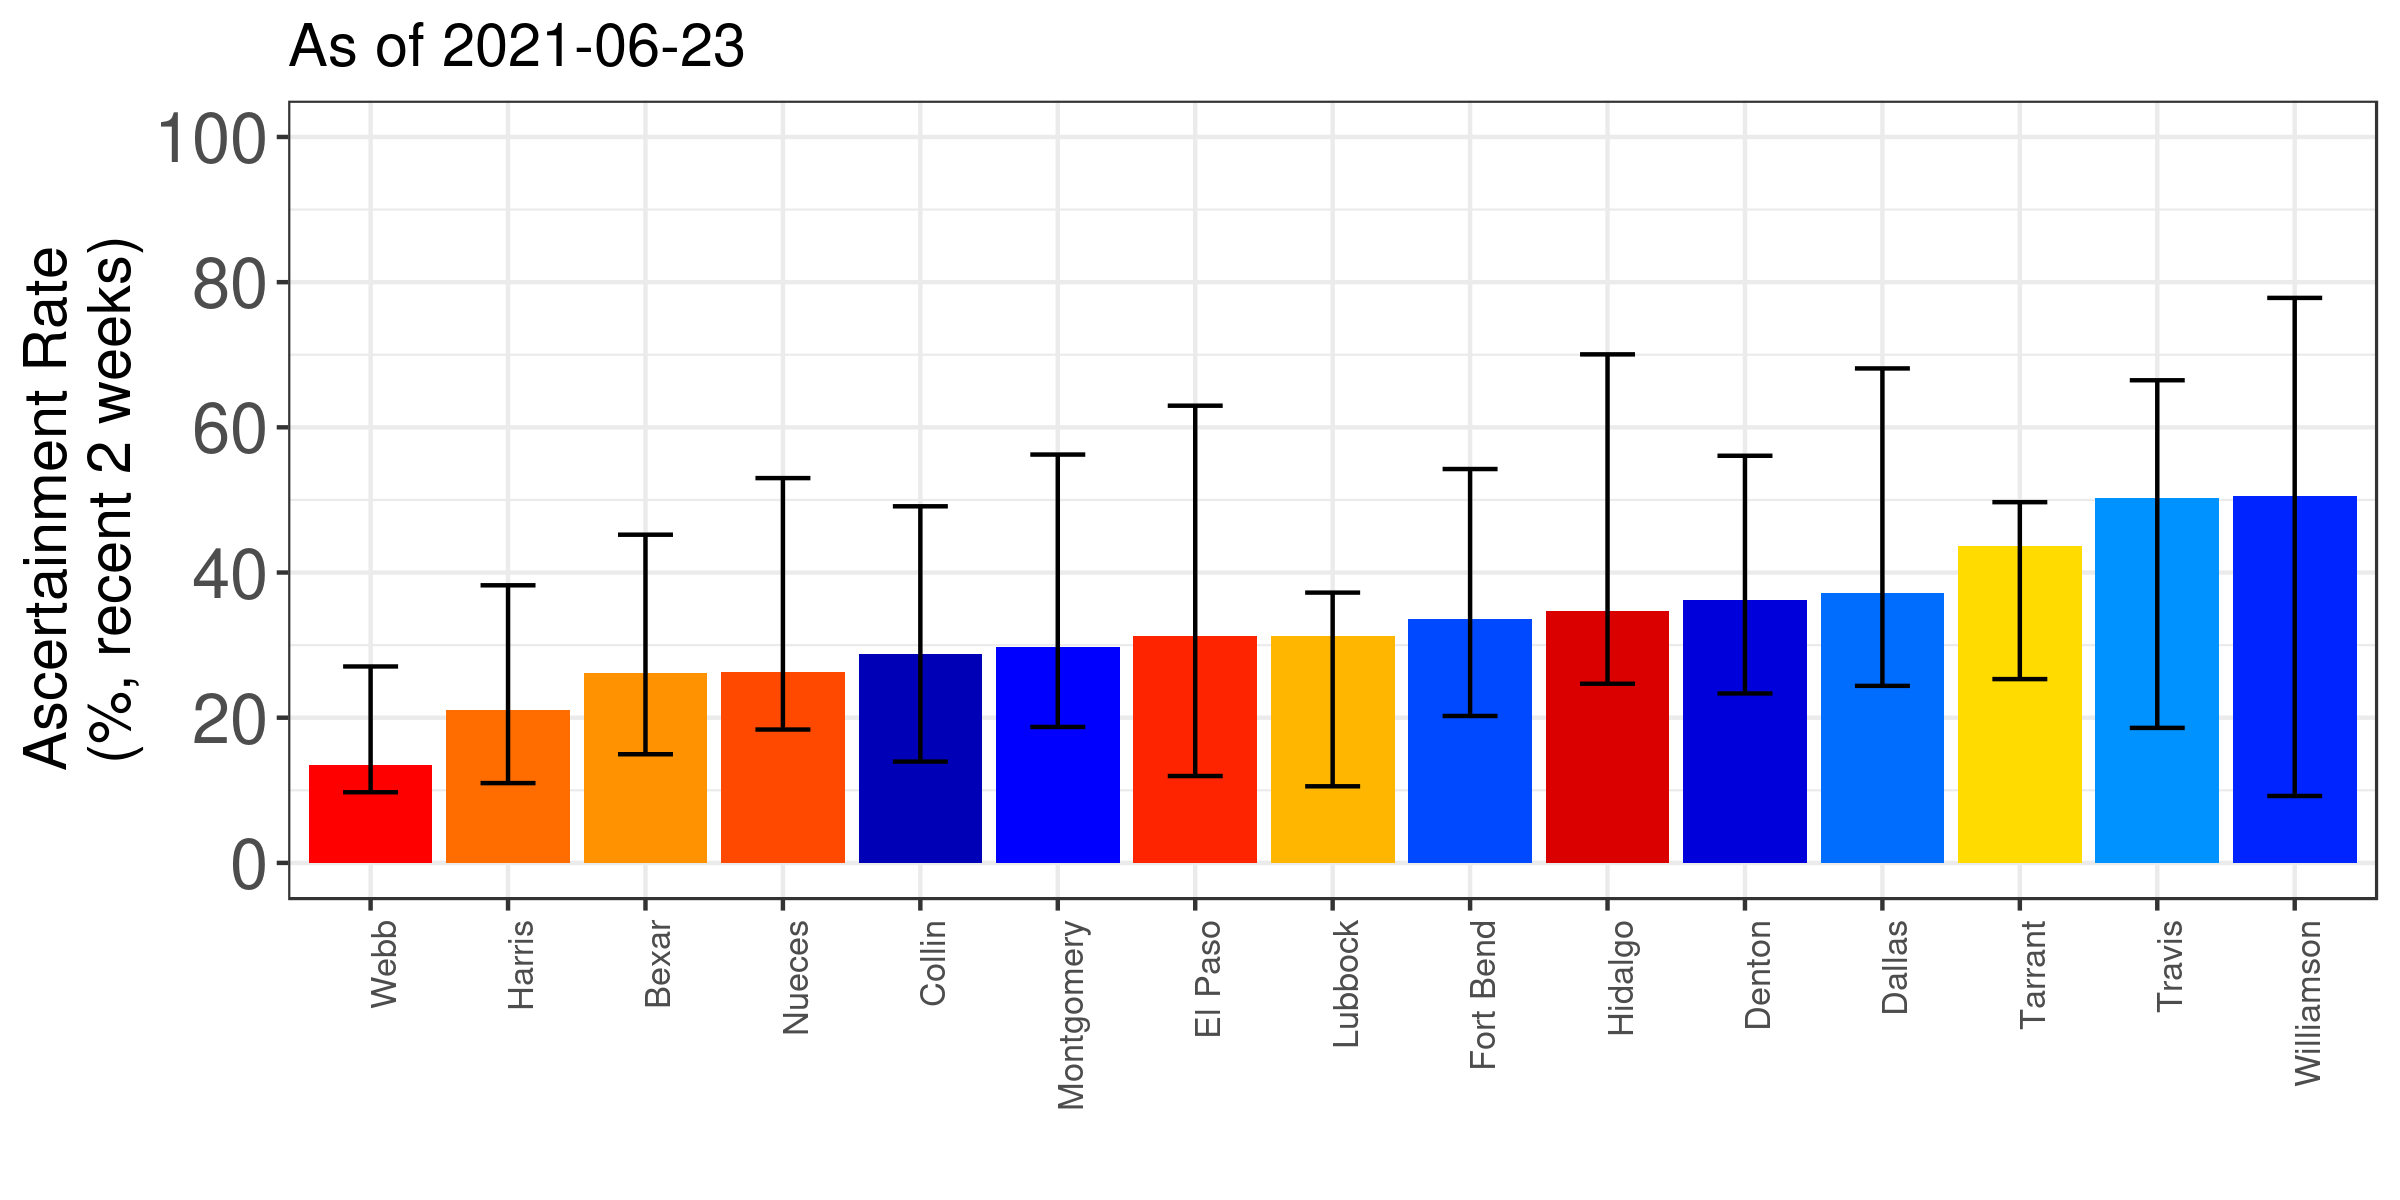 As of 2021-06-23
Ascertainment Rate
(%, recent 2 weeks)
100
80
60
40
20
0
Webb
Harris
Bexar
Nueces
Collin
Montgomery
El Paso
Lubbock
Fort Bend
Hidalgo
Denton
Dallas
Tarrant
Travis
Williamson